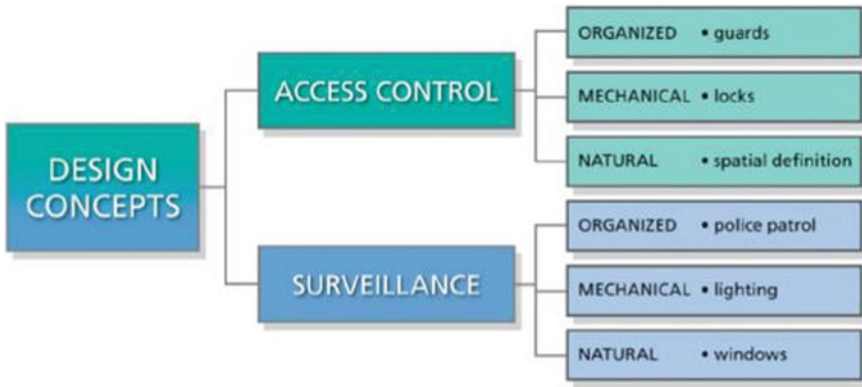 DESIGN
CONCEPTS
ACCESS CONTROL
ORGANIZED • guards
MECHANICAL • locks
NATURAL • spatial definition
SURVEILLANCE
ORGANIZED • police patrol
MECHANICAL • lighting
NATURAL • windows